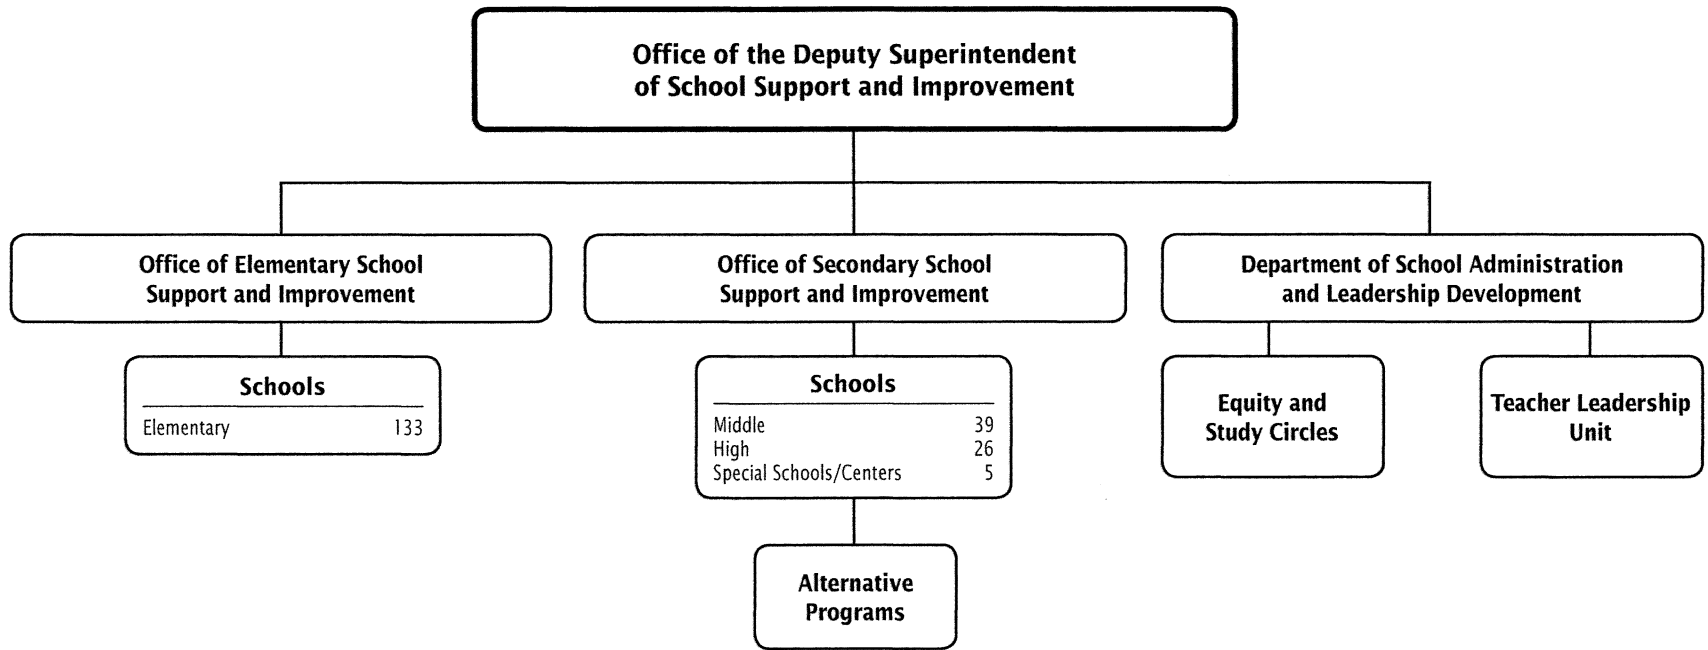 Office of the Deputy Superintendent
of School Support and Improvement
Office of Elementary School
Support and Improvement
Office of Secondary School
Support and Improvement
Department of School Administration
and Leadership Development
Schools
Elementary 133
Schools
Middle 39
High 26
Special Schools/Centers 5
Equity and
Study Circles
Teacher Leadership
Unit
Alternative
Programs